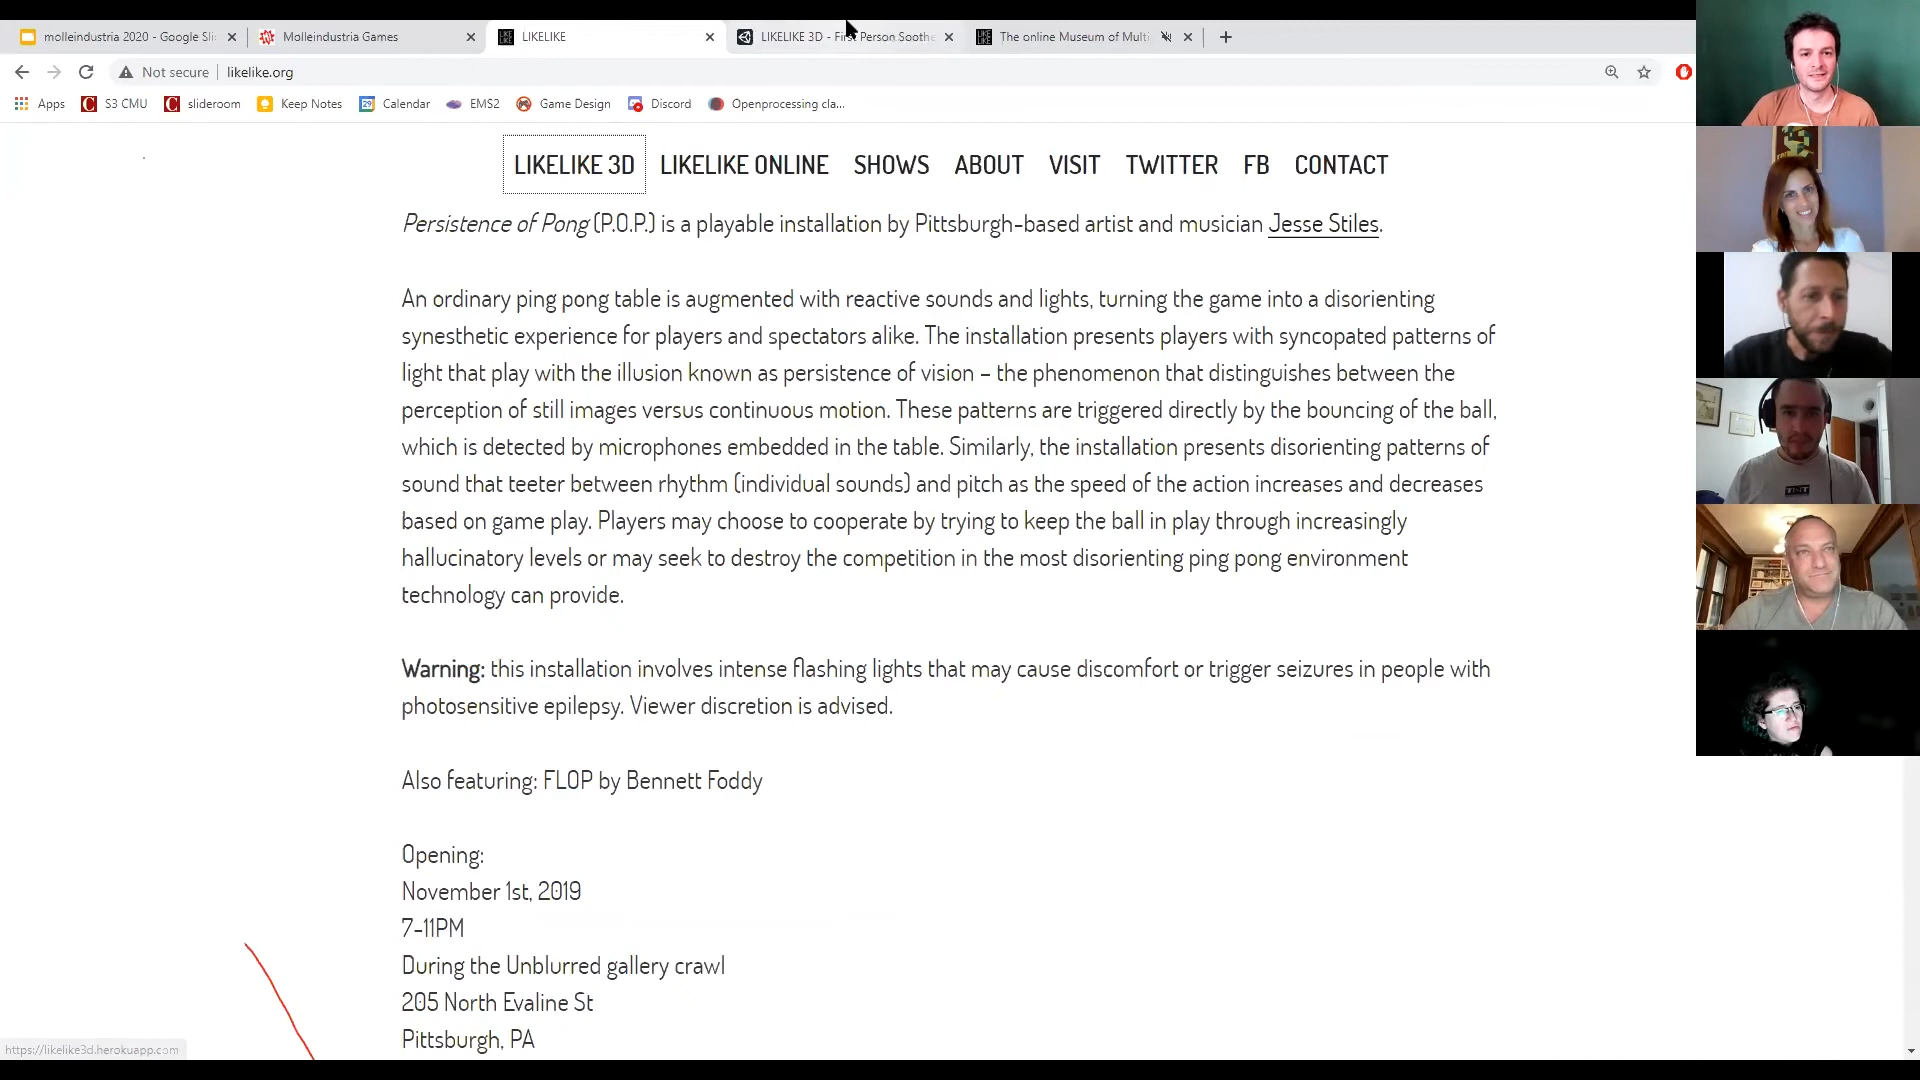 molleindustria 2020 - Google Sli
Molleindustria Games
LIKELIKE
LIKELIKE 3D - First Person Soothe
The online Museum of Multi
Not secure
likelike.org
Apps
S3 CMU
slideroom
Keep Notes
Calendar
EMS2
Game Design
Discord
Openprocessing cla...
LIKELIKE 3D LIKELIKE ONLINE SHOWS ABOUT VISIT TWITTER FB CONTACT
Persistence of Pong (P.O.P.) is a playable installation by Pittsburgh-based artist and musician Jesse Stiles.
An ordinary ping pong table is augmented with reactive sounds and lights, turning the game into a disorienting
synesthetic experience for players and spectators alike. The installation presents players with syncopated patterns of
light that play with the illusion known as persistence of vision – the phenomenon that distinguishes between the
perception of still images versus continuous motion. These patterns are triggered directly by the bouncing of the ball,
which is detected by microphones embedded in the table. Similarly, the installation presents disorienting patterns of
sound that teeter between rhythm (individual sounds) and pitch as the speed of the action increases and decreases
based on game play. Players may choose to cooperate by trying to keep the ball in play through increasingly
hallucinatory levels or may seek to destroy the competition in the most disorienting ping pong environment
technology can provide.
Warning: this installation involves intense flashing lights that may cause discomfort or trigger seizures in people with
photosensitive epilepsy. Viewer discretion is advised.
Also featuring: FLOP by Bennett Foddy
Opening:
November 1st, 2019
7-11PM
During the Unblurred gallery crawl
205 North Evaline St
Pittsburgh, PA
https://likelike3d.herokuapp.com